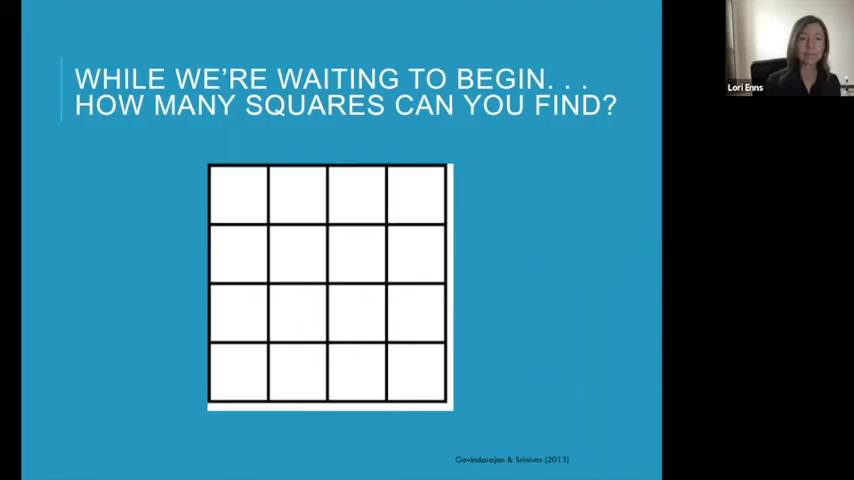 WHILE WE'RE WAITING TO BEGIN. . .
HOW MANY SQUARES CAN YOU FIND?
Lori Enns
Govindarajan & Srinivas (2013)